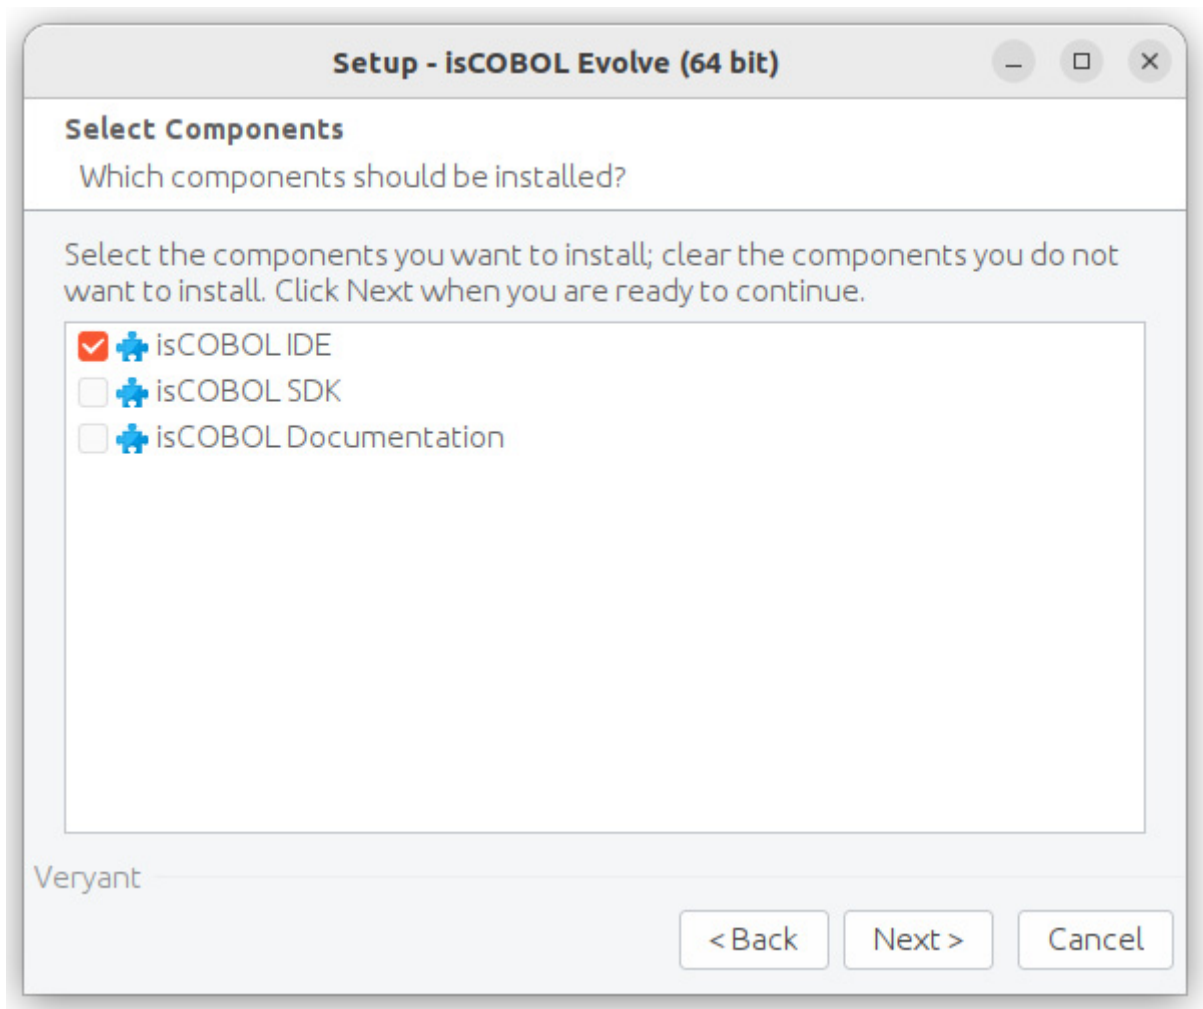 Setup - isCOBOL Evolve (64 bit)
Select Components
Which components should be installed?
Select the components you want to install; clear the components you do not
want to install. Click Next when you are ready to continue.
isCOBOL IDE
isCOBOL SDK
isCOBOL Documentation
Veryant
< Back Next > Cancel